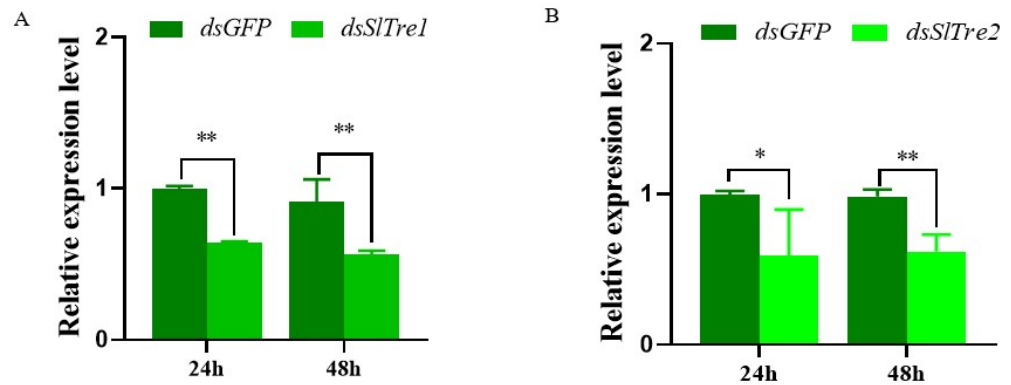 A
dsGFP dsSlTre1
Relative expression level
2
1
0
**
**
24h 48h
B
dsGFP dsSlTre2
Relative expression level
2
1
0
*
**
24h 48h